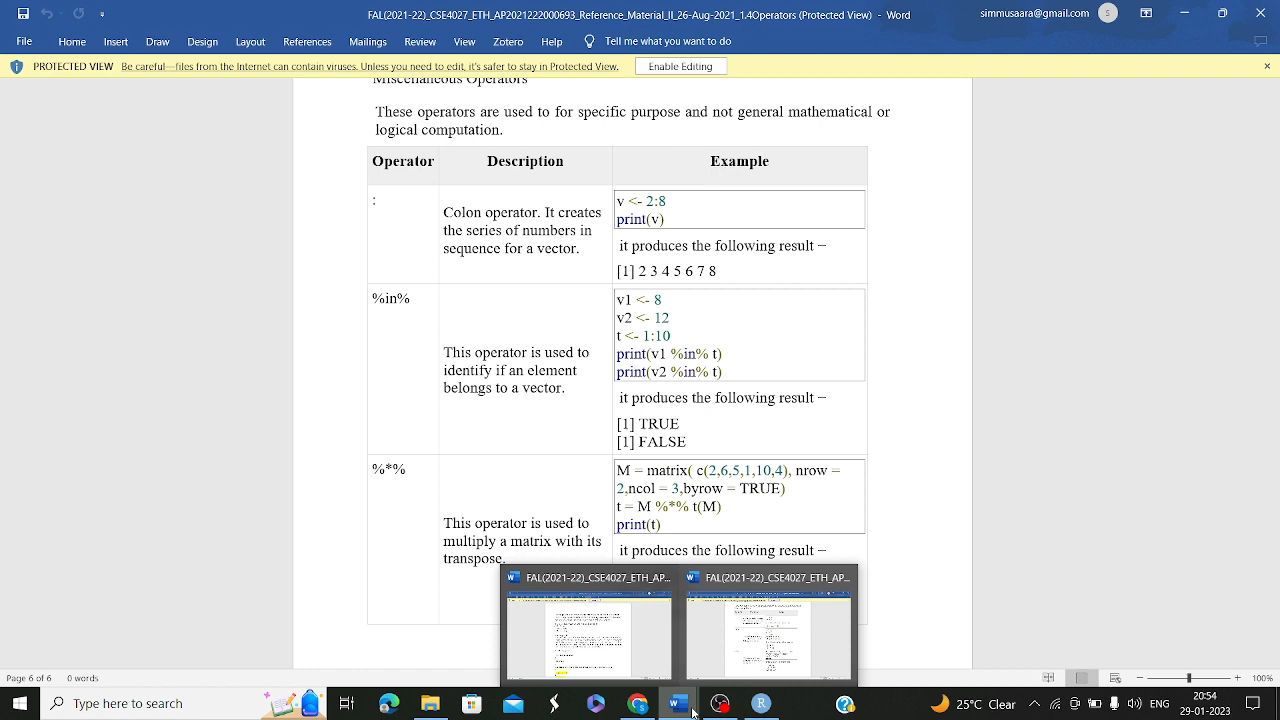 FAL(2021-22)_CSE4027_ETH_AP2021222000693_Reference_Material_II_26-Aug-2021_1.4Operators (Protected View) - Word
simmusaara@gmail.com
S
File Home Insert Draw Design Layout References Mailings Review View Zotero Help Tell me what you want to do
PROTECTED VIEW Be careful—files from the Internet can contain viruses. Unless you need to edit, it's safer to stay in Protected View. Enable Editing
Miscellaneous Operators
These operators are used to for specific purpose and not general mathematical or
logical computation.
Operator Description Example
:
Colon operator. It creates
the series of numbers in
sequence for a vector.
v <- 2:8
print(v)
it produces the following result −
[1] 2 3 4 5 6 7 8
%in%
This operator is used to
identify if an element
belongs to a vector.
v1 <- 8
v2 <- 12
t <- 1:10
print(v1 %in% t)
print(v2 %in% t)
it produces the following result −
[1] TRUE
[1] FALSE
%*%
This operator is used to
multiply a matrix with its
transpose.
M = matrix( c(2,6,5,1,10,4), nrow =
2,ncol = 3,byrow = TRUE)
t = M %*% t(M)
print(t)
it produces the following result −
FAL(2021-22)_CSE4027_ETH_AP... FAL(2021-22)_CSE4027_ETH_AP...
Page 6 of 6 0 words 100%
Type here to search
25°C Clear
ENG
20:54
29-01-2023